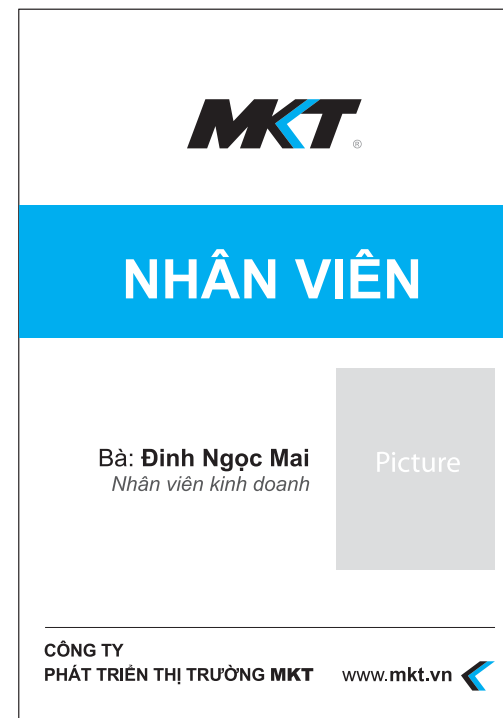 MKT®
NHÂN VIÊN
Bà: Đinh Ngọc Mai
Nhân viên kinh doanh
Picture
CÔNG TY
PHÁT TRIỂN THỊ TRƯỜNG MKT
www.mkt.vn